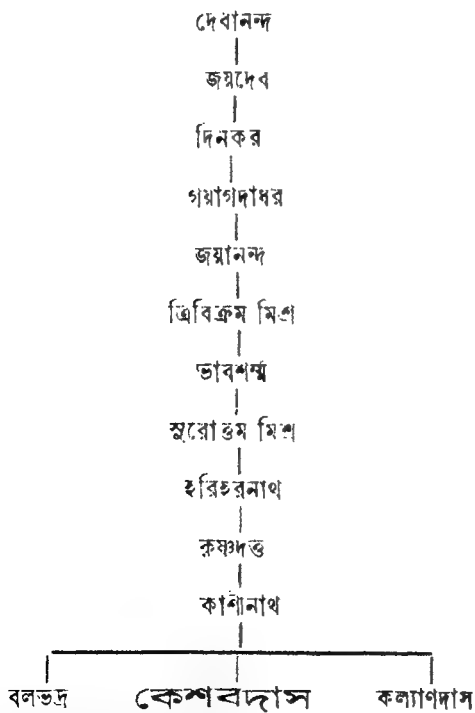 দেবানন্দ
জয়দেব
দিনকর
গয়াগদাধর
জয়ানন্দ
ত্রিবিক্রম মিশ্র
ভাবশর্ম্ম
সুরোত্তম মিশ্র
হরিহরনাথ
কৃষ্ণদত্ত
কাশীনাথ
বলভদ্র কেশবদাস কল্যাণদাস